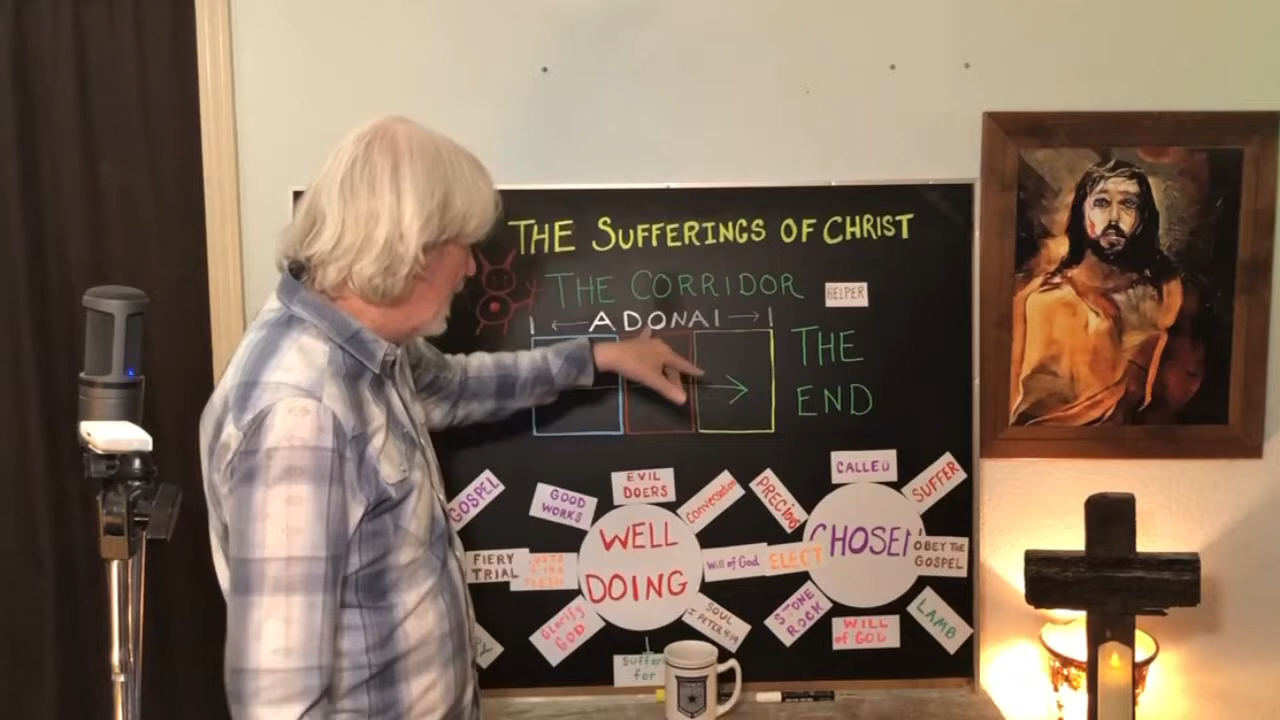 THE SUFFERINGS OF CHRIST
THE CORRIDOR
HELPER
ADONAI
THE
END
GOSPEL
GOOD
WORKS
EVIL
DOERS
Conversation
PRECIOUS
CALLED
SUFFER
WELL
DOING
CHOSEN
FIERY
TRIAL
Will of God
ELECT
OBEY THE
GOSPEL
Glorify
GOD
SOUL
I PETER 4:19
STONE
ROCK
WILL
of GOD
LAMB
Suffer
for